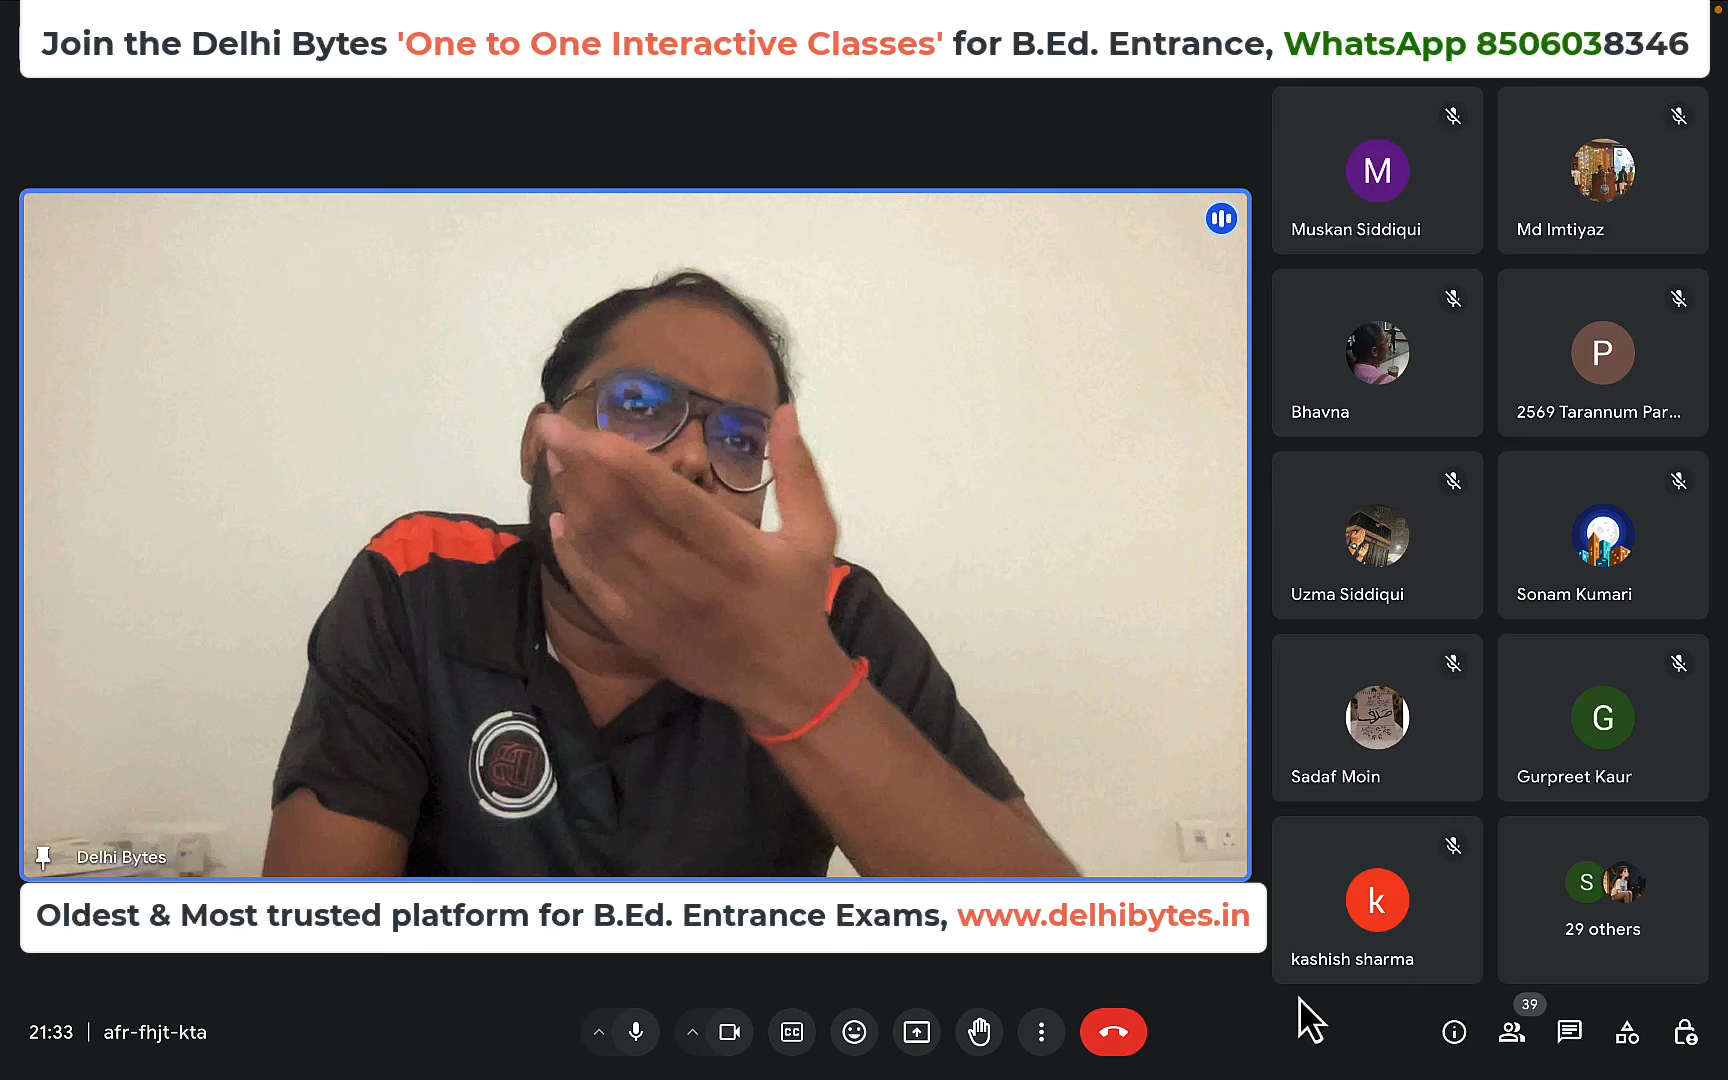 Join the Delhi Bytes 'One to One Interactive Classes' for B.Ed. Entrance, WhatsApp 8506038346
M
Muskan Siddiqui
Md Imtiyaz
Bhavna
P
2569 Tarannum Par...
Uzma Siddiqui
Sonam Kumari
Sadaf Moin
G
Gurpreet Kaur
Delhi Bytes
k
kashish sharma
S
29 others
Oldest & Most trusted platform for B.Ed. Entrance Exams, www.delhibytes.in
21:33 | afr-fhjt-kta
CC
39